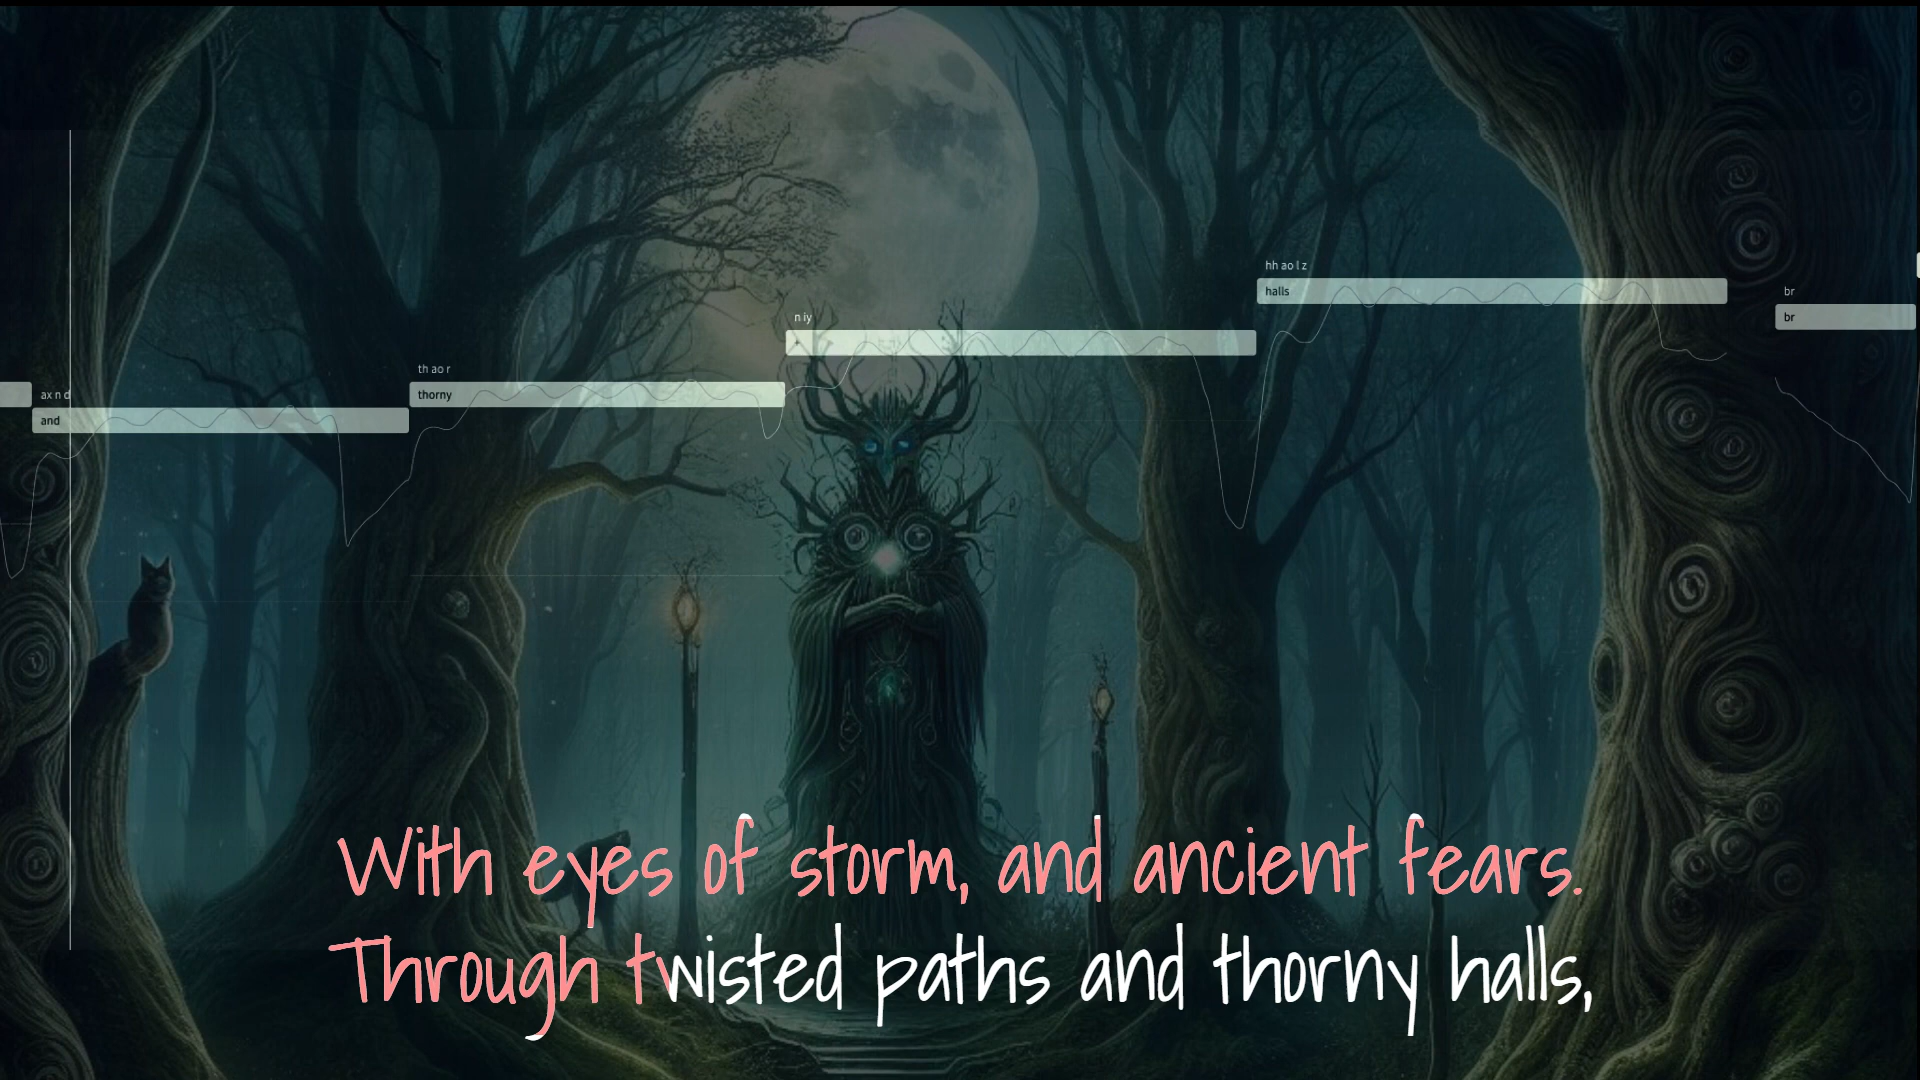 hh ao l z
halls
br
br
n iy
+
th ao r
thorny
ax n d
and
With eyes of storm, and ancient fears.
Through twisted paths and thorny halls,